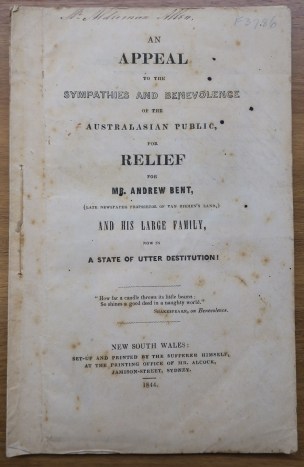 AN
APPEAL
TO THE
SYMPATHIES AND BENEVOLENCE
OF THE
AUSTRALASIAN PUBLIC,
FOR
RELIEF
FOR
MR. ANDREW BENT,
(LATE NEWSPAPER PROPRIETOR OF VAN DIEMEN'S LAND,)
AND HIS LARGE FAMILY,
NOW IN
A STATE OF UTTER DESTITUTION!
"How far a candle throws its little beams:
So shines a good deed in a naughty world."
SHAKESPEARE, on Benevolence.
NEW SOUTH WALES:
SET-UP AND PRINTED BY THE SUFFERER HIMSELF,
AT THE PRINTING OFFICE OF MR. ALCOCK,
JAMISON-STREET, SYDNEY.
1844.